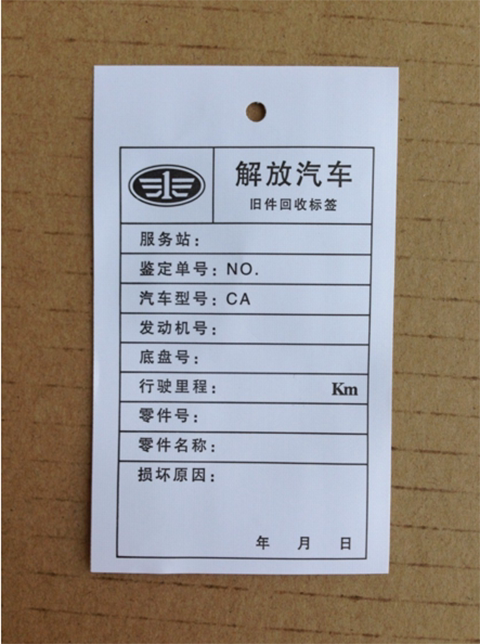 解放汽车
旧件回收标签
服务站：
鉴定单号：NO.
汽车型号：CA
发动机号：
底盘号：
行驶里程： Km
零件号：
零件名称：
损坏原因：
年 月 日